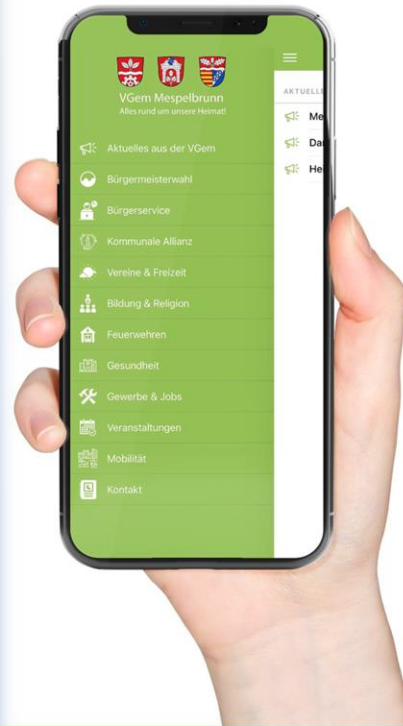 VGem Mespelbrunn
Alles rund um unsere Heimat!
Aktuelles aus der VGem
Bürgermeisterwahl
Bürgerservice
Kommunale Allianz
Vereine & Freizeit
Bildung & Religion
Feuerwehren
Gesundheit
Gewerbe & Jobs
Veranstaltungen
Mobilität
Kontakt
AKTUELLE
Me
Da
He